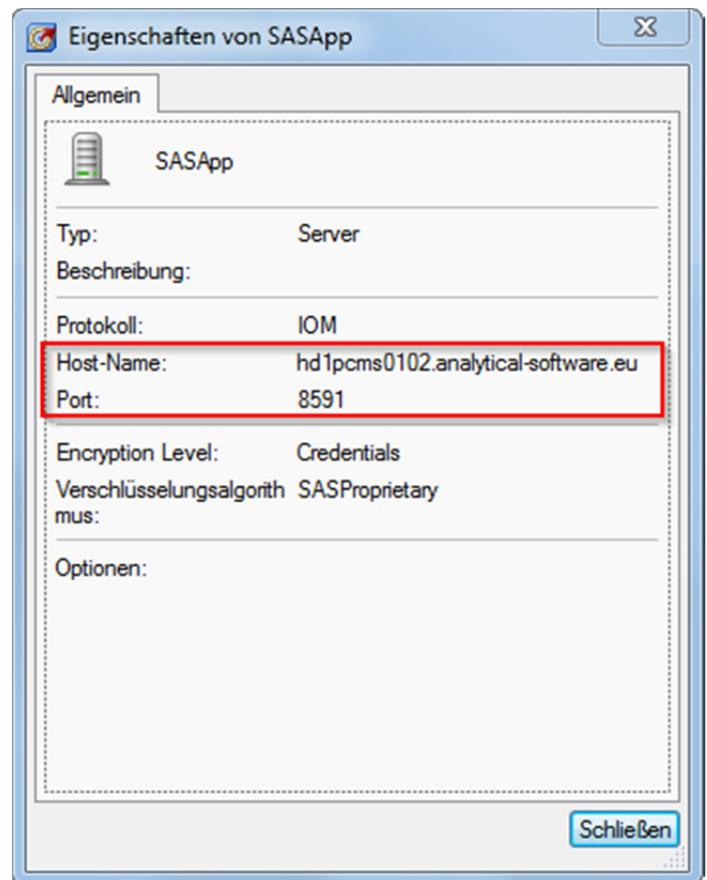 Eigenschaften von SASApp
Allgemein
SASApp
Typ: Server
Beschreibung:
Protokoll: IOM
Host-Name: hd1pcms0102.analytical-software.eu
Port: 8591
Encryption Level: Credentials
Verschlüsselungsalgorith SASProprietary
mus:
Optionen:
Schließen